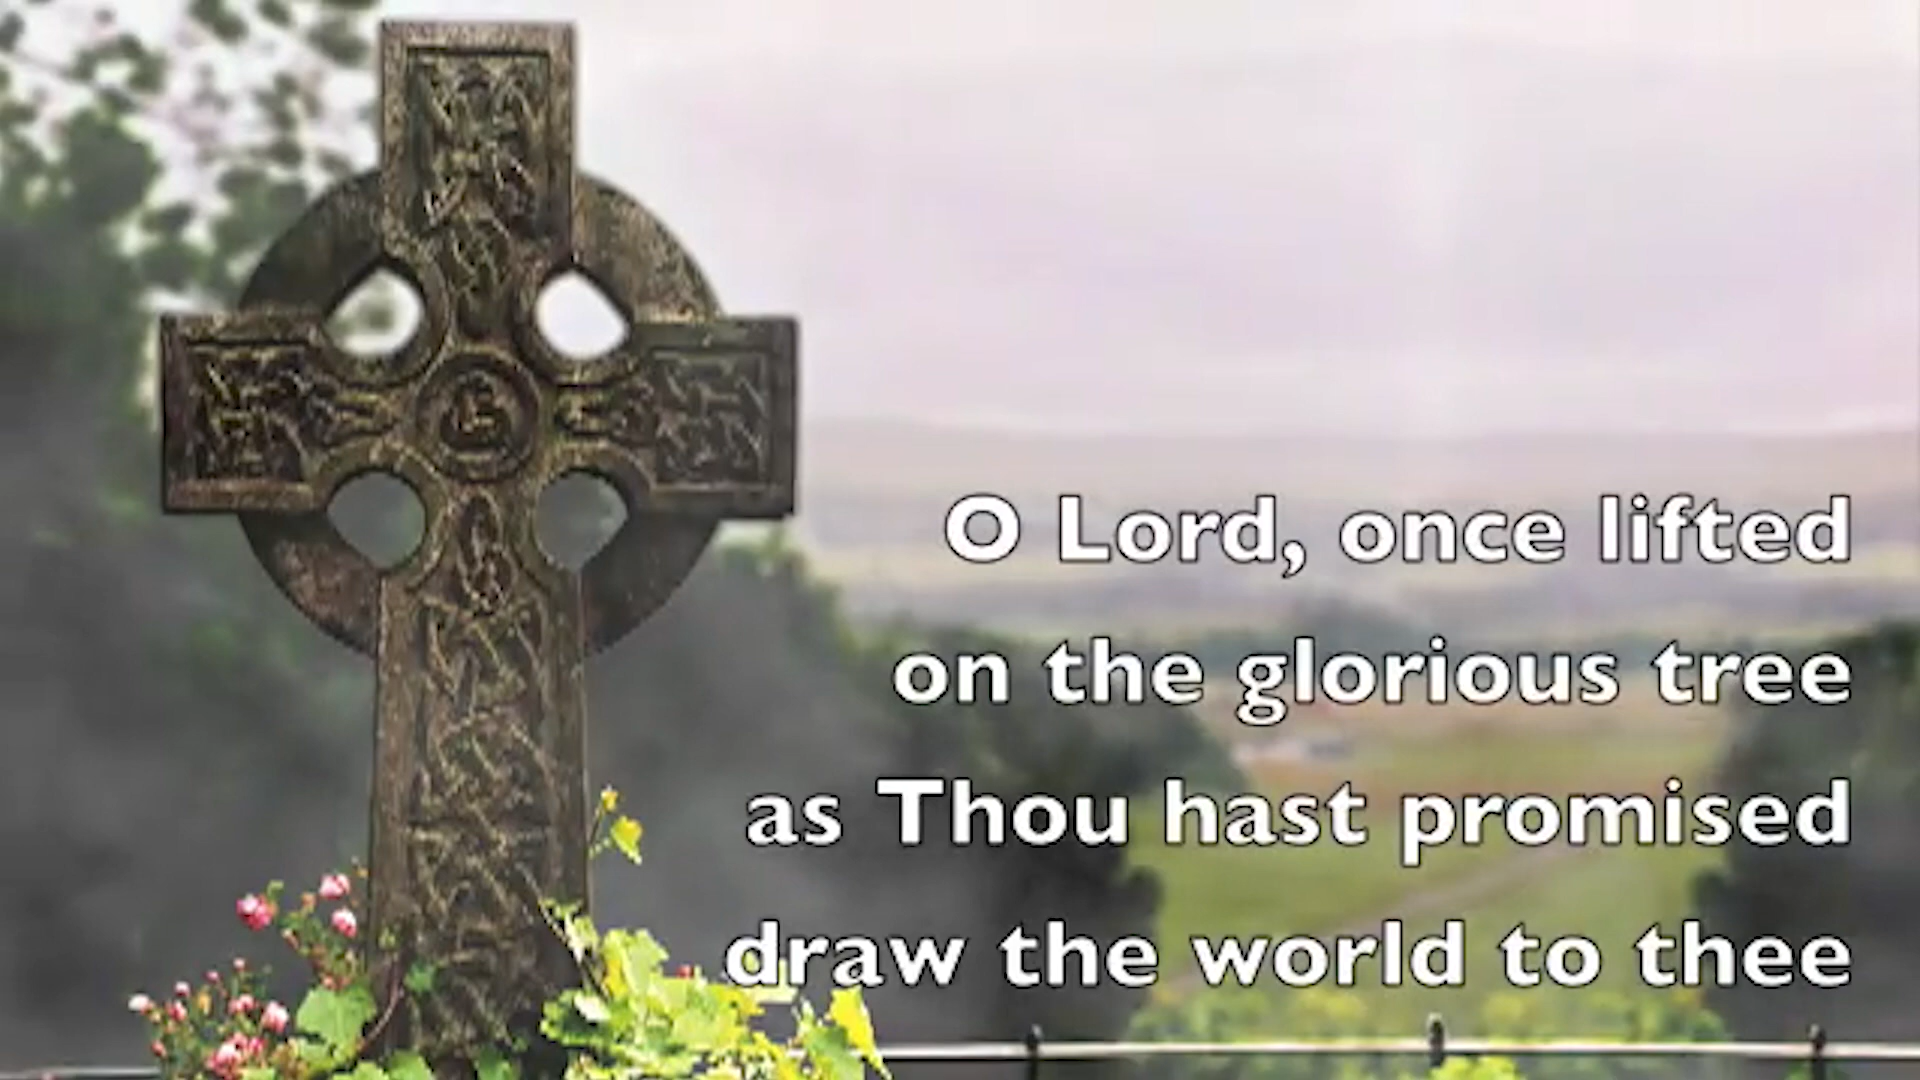 O Lord, once lifted
on the glorious tree
as Thou hast promised
draw the world to thee